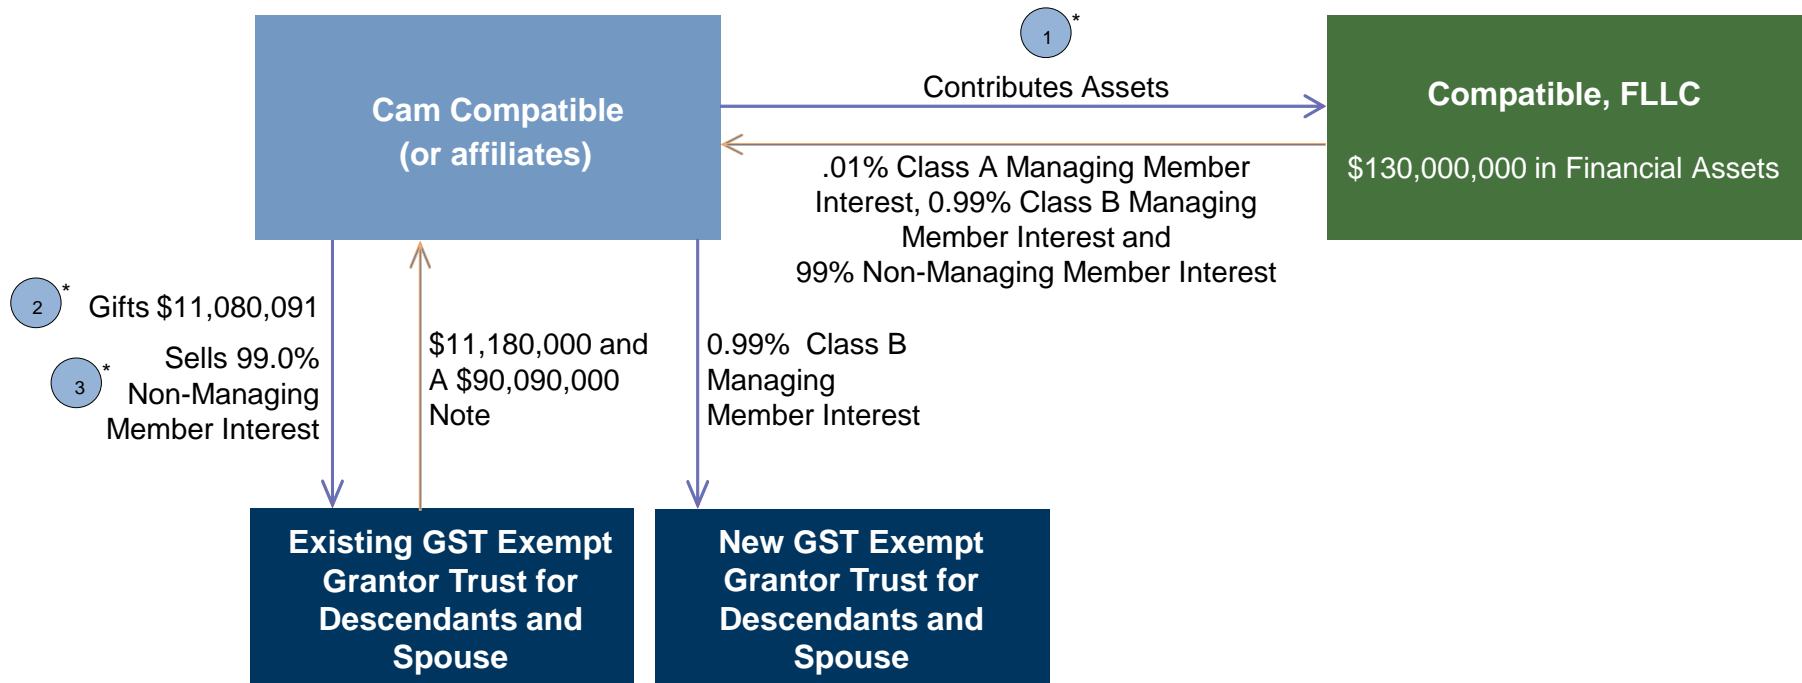 1 *
Contributes Assets
Cam Compatible
(or affiliates)
Compatible, FLLC
$130,000,000 in Financial Assets
.01% Class A Managing Member
Interest, 0.99% Class B Managing
Member Interest and
99% Non-Managing Member Interest
2 *
Gifts $11,080,091
3 *
Sells 99.0%
Non-Managing
Member Interest
$11,180,000 and
A $90,090,000
Note
0.99% Class B
Managing
Member Interest
Existing GST Exempt
Grantor Trust for
Descendants and
Spouse
New GST Exempt
Grantor Trust for
Descendants and
Spouse